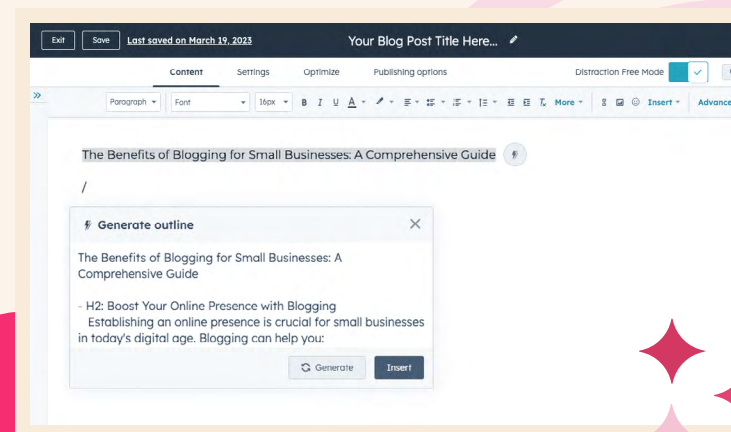 Exit Save Last saved on March 19, 2023 Your Blog Post Title Here...
Content Settings Optimize Publishing options Distraction Free Mode
Paragraph Font 16px B I U A More Insert Advance
The Benefits of Blogging for Small Businesses: A Comprehensive Guide
/
Generate outline
The Benefits of Blogging for Small Businesses: A
Comprehensive Guide
- H2: Boost Your Online Presence with Blogging
Establishing an online presence is crucial for small businesses
in today's digital age. Blogging can help you:
Generate Insert